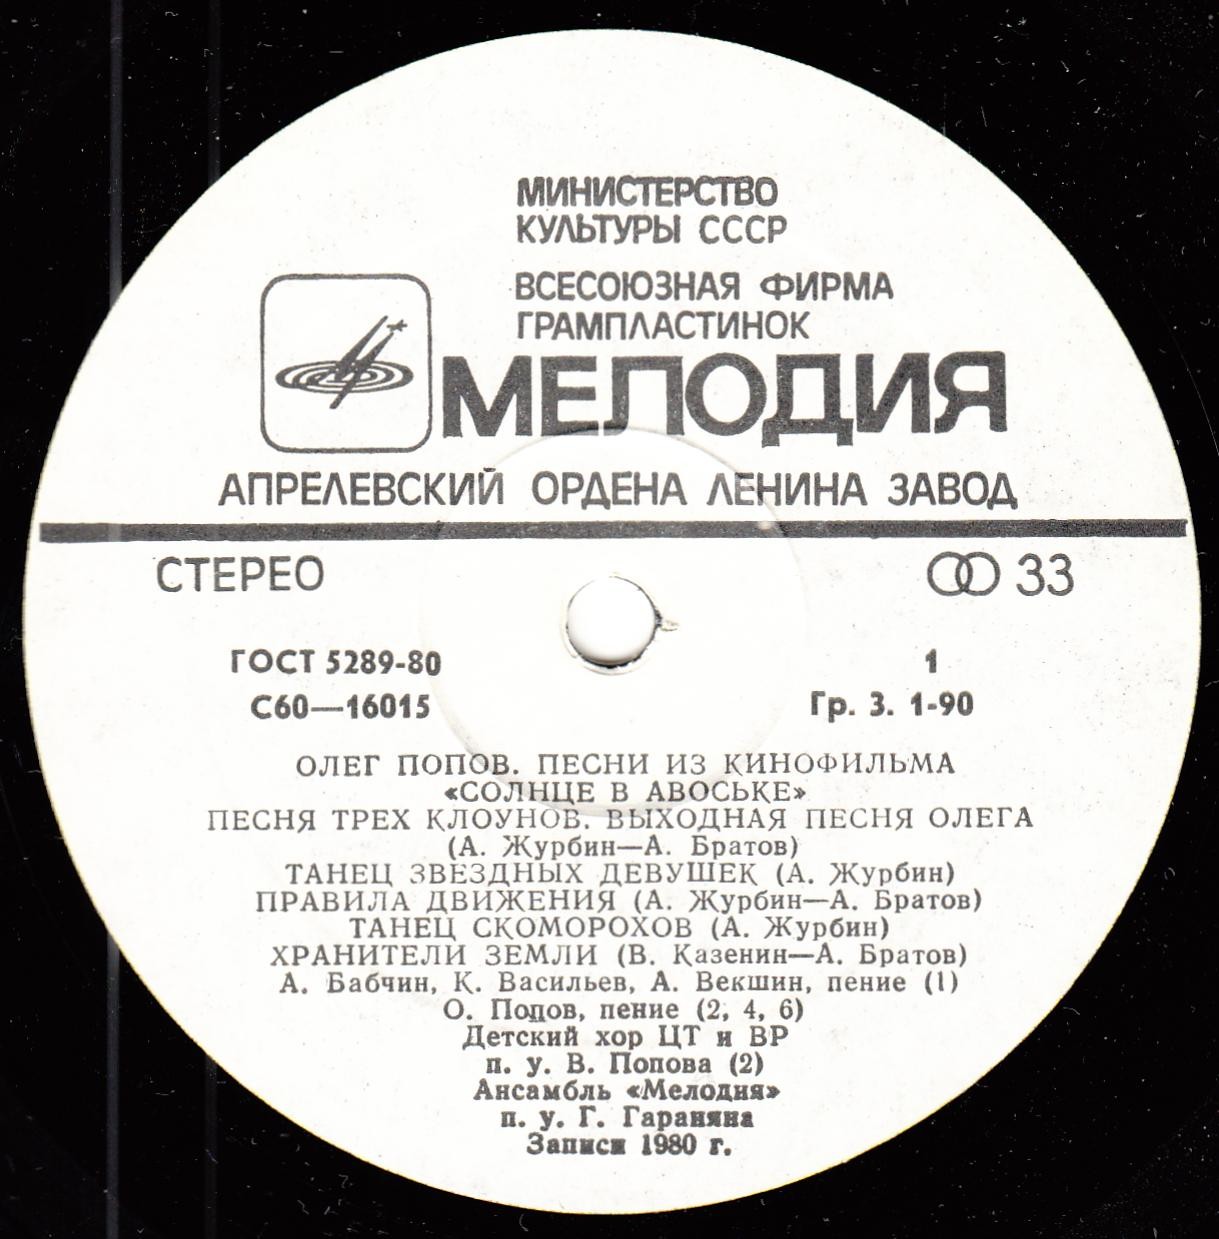 МИНИСТЕРСТВО
КУЛЬТУРЫ СССР
ВСЕСОЮЗНАЯ ФИРМА
ГРАМПЛАСТИНОК
МЕЛОДИЯ
АПРЕЛЕВСКИЙ ОРДЕНА ЛЕНИНА ЗАВОД
СТЕРЕО 33
ГОСТ 5289-80 1
С60—16015 Гр. 3. 1-90
ОЛЕГ ПОПОВ. ПЕСНИ ИЗ КИНОФИЛЬМА
«СОЛНЦЕ В АВОСЬКЕ»
ПЕСНЯ ТРЕХ КЛОУНОВ. ВЫХОДНАЯ ПЕСНЯ ОЛЕГА
(А. Журбин—А. Братов)
ТАНЕЦ ЗВЕЗДНЫХ ДЕВУШЕК (А. Журбин)
ПРАВИЛА ДВИЖЕНИЯ (А. Журбин—А. Братов)
ТАНЕЦ СКОМОРОХОВ (А. Журбин)
ХРАНИТЕЛИ ЗЕМЛИ (В. Казенин—А. Братов)
А. Бабчин, К. Васильев, А. Векшин, пение (1)
О. Попов, пение (2, 4, 6)
Детский хор ЦТ и ВР
п. у. В. Попова (2)
Ансамбль «Мелодия»
п. у. Г. Гараняна
Записи 1980 г.